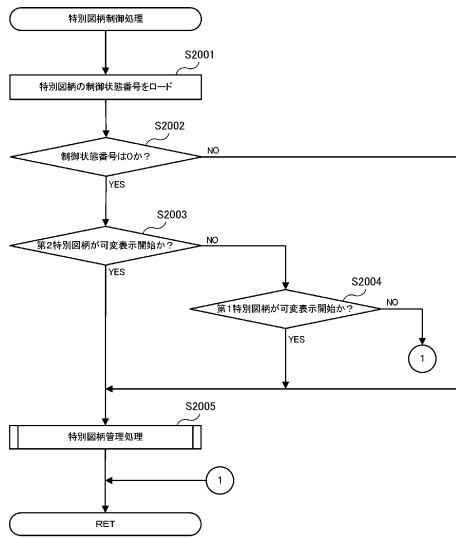 特別図柄制御処理
S2001
特別図柄の制御状態番号をロード
S2002
制御状態番号は0か？
NO
YES
S2003
第2特別図柄が可変表示開始か？
NO
YES
S2004
第1特別図柄が可変表示開始か？
NO
YES
1
S2005
特別図柄管理処理
1
RET